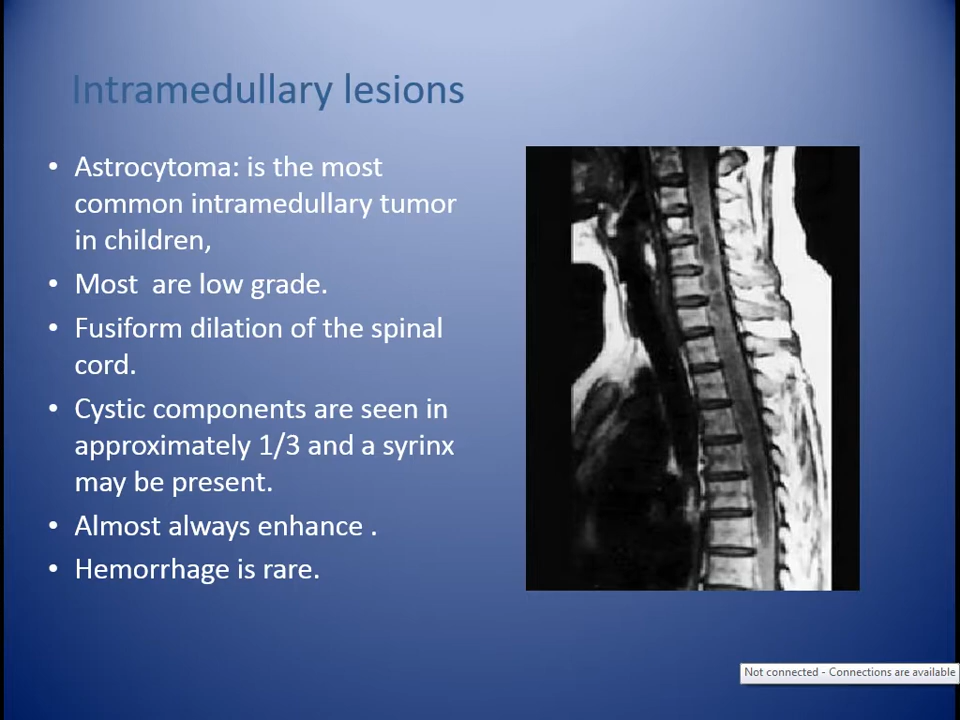 Intramedullary lesions
• Astrocytoma: is the most
common intramedullary tumor
in children,
• Most  are low grade.
• Fusiform dilation of the spinal
cord.
• Cystic components are seen in
approximately 1/3 and a syrinx
may be present.
• Almost always enhance .
• Hemorrhage is rare.
Not connected - Connections are available